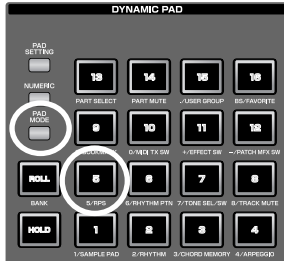 DYNAMIC PAD
PAD
SETTING
13 14 15 16
NUMERIC
PART SELECT PART MUTE ./USER GROUP BS/FAVORITE
PAD
MODE
9 10 11 12
0/MIDI TX SW +/EFFECT SW −/PATCH MFX SW
ROLL 5 6 7 8
BANK 5/RPS 6/RHYTHM PTN 7/TONE SEL/SW 8/TRACK MUTE
HOLD 1 2 3 4
1/SAMPLE PAD 2/RHYTHM 3/CHORD MEMORY 4/ARPEGGIO